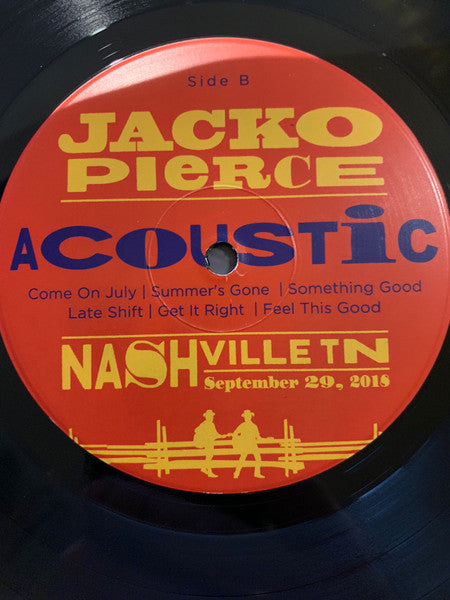 Side B
JACKO
PIERCE
ACOUSTIC
Come On July | Summer's Gone | Something Good
Late Shift | Get It Right | Feel This Good
NASHVILLE TN
September 29, 2018